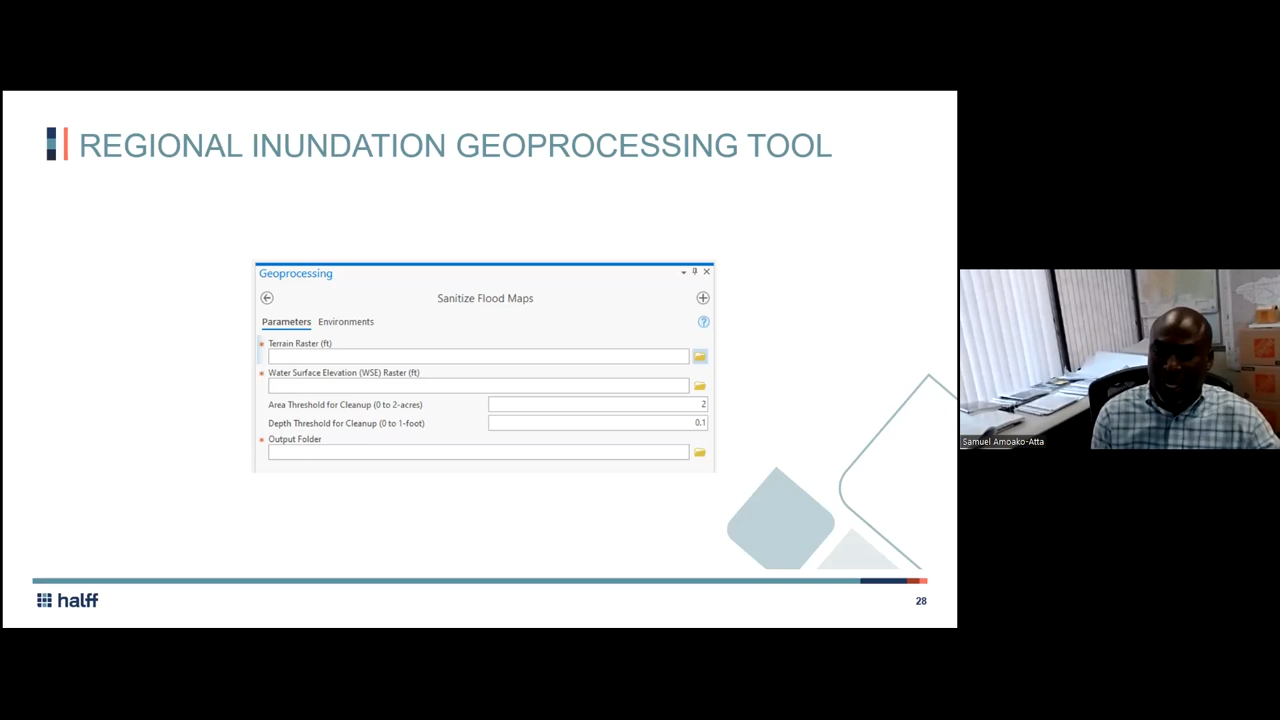 REGIONAL INUNDATION GEOPROCESSING TOOL
Geoprocessing
Sanitize Flood Maps
Parameters Environments
Terrain Raster (ft)
Water Surface Elevation (WSE) Raster (ft)
Area Threshold for Cleanup (0 to 2-acres) 2
Depth Threshold for Cleanup (0 to 1-foot) 0.1
Output Folder
Samuel Amoako-Atta
halff
28